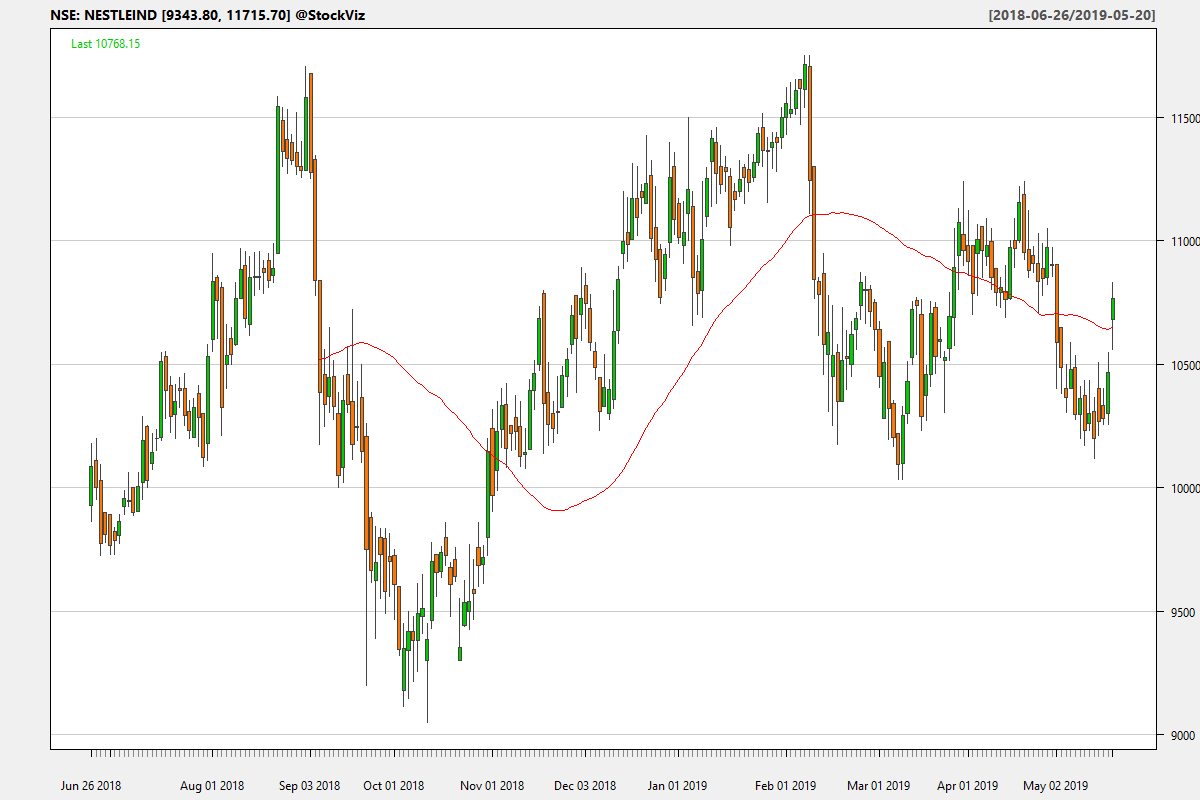 NSE: NESTLEIND [9343.80, 11715.70] @StockViz [2018-06-26/2019-05-20]
Last 10768.15
11500
11000
10500
10000
9500
9000
Jun 26 2018 Aug 01 2018 Sep 03 2018 Oct 01 2018 Nov 01 2018 Dec 03 2018 Jan 01 2019 Feb 01 2019 Mar 01 2019 Apr 01 2019 May 02 2019